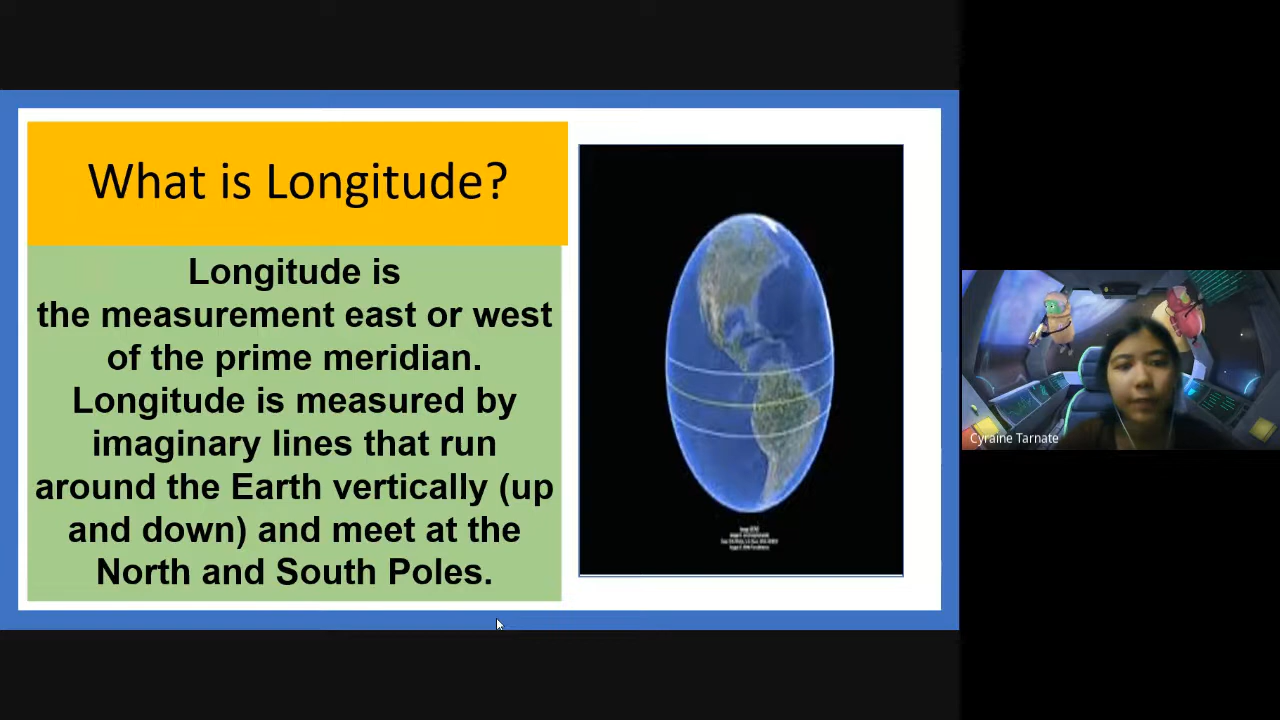 What is Longitude?
Longitude is
the measurement east or west
of the prime meridian.
Longitude is measured by
imaginary lines that run
around the Earth vertically (up
and down) and meet at the
North and South Poles.
Cyraine Tarnate